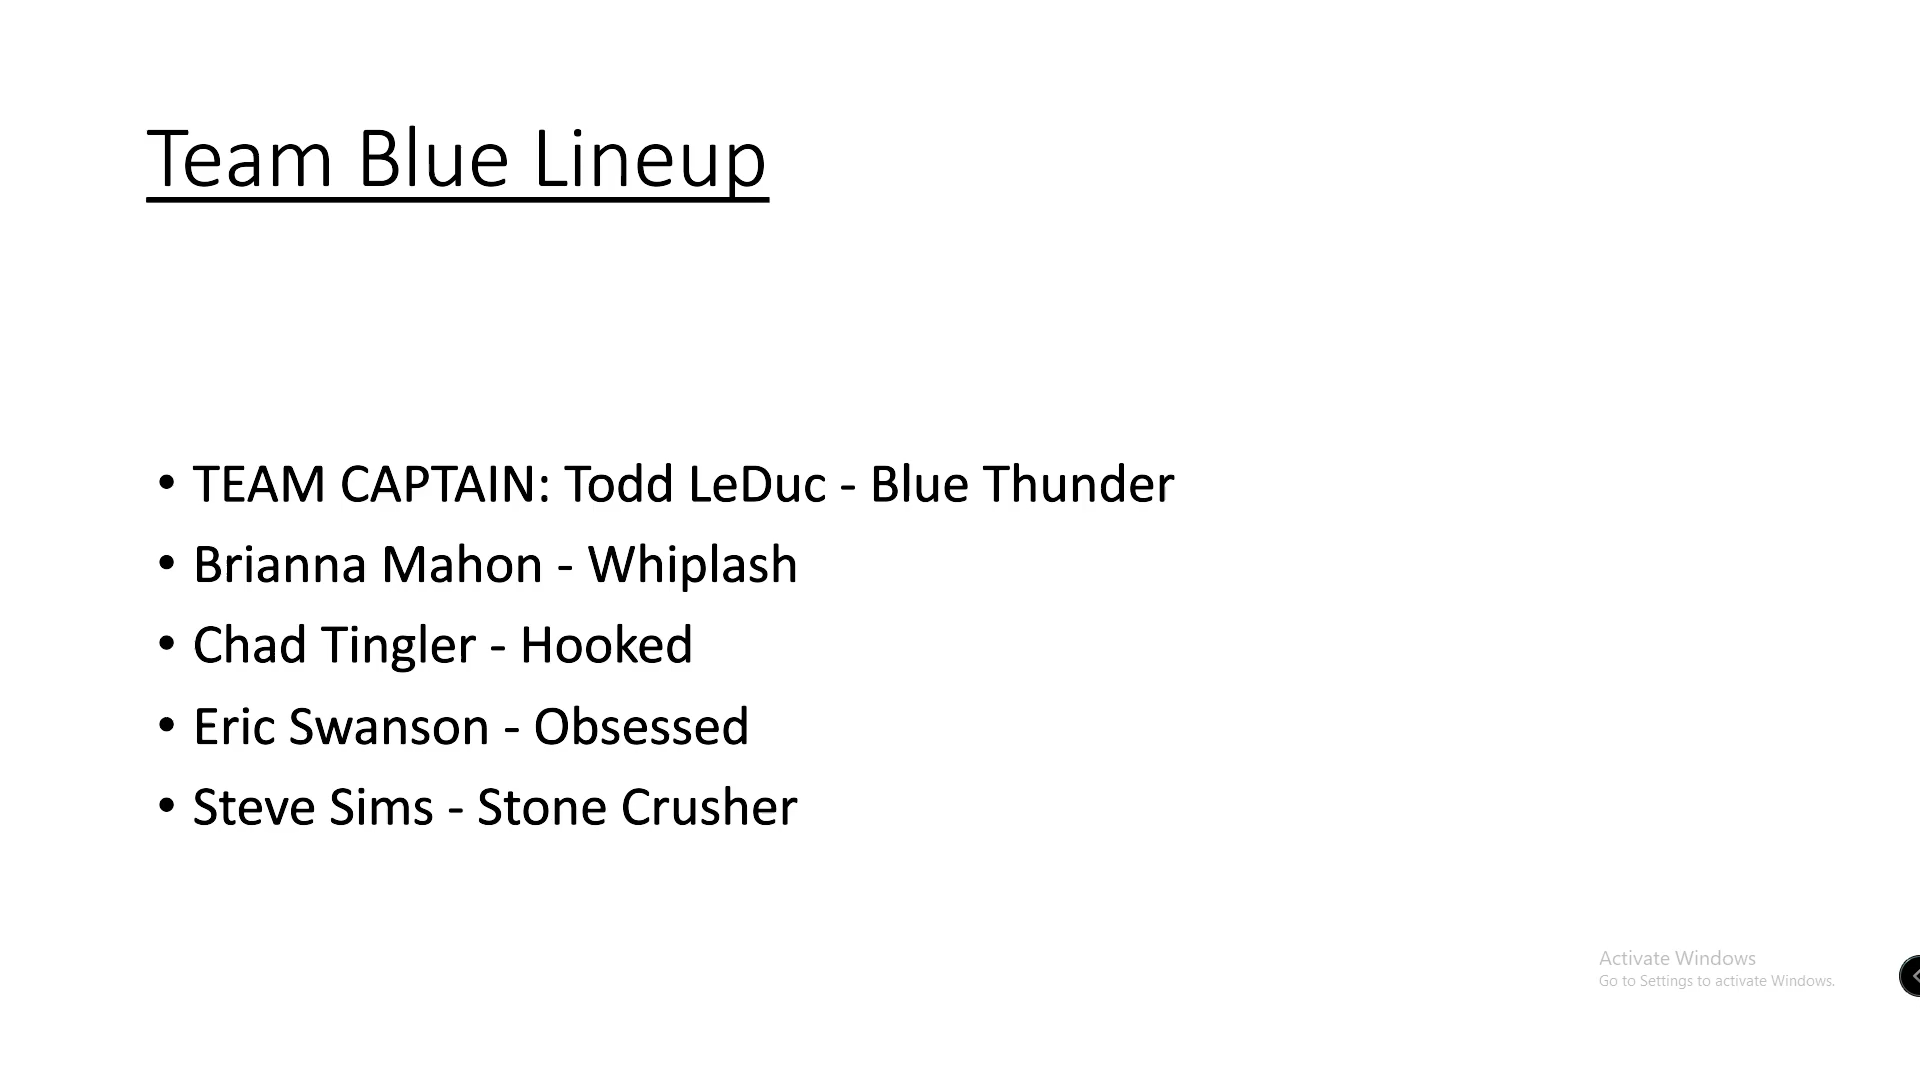 Team Blue Lineup
• TEAM CAPTAIN: Todd LeDuc - Blue Thunder
• Brianna Mahon - Whiplash
• Chad Tingler - Hooked
• Eric Swanson - Obsessed
• Steve Sims - Stone Crusher
Activate Windows
Go to Settings to activate Windows.